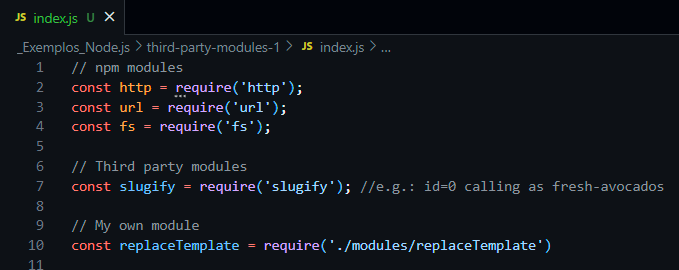 JS index.js U ×
_Exemplos_Node.js > third-party-modules-1 > JS index.js > ...
1 // npm modules
2 const http = require('http');
3 const url = require('url');
4 const fs = require('fs');
5
6 // Third party modules
7 const slugify = require('slugify'); //e.g.: id=0 calling as fresh-avocados
8
9 // My own module
10 const replaceTemplate = require('./modules/replaceTemplate')
11